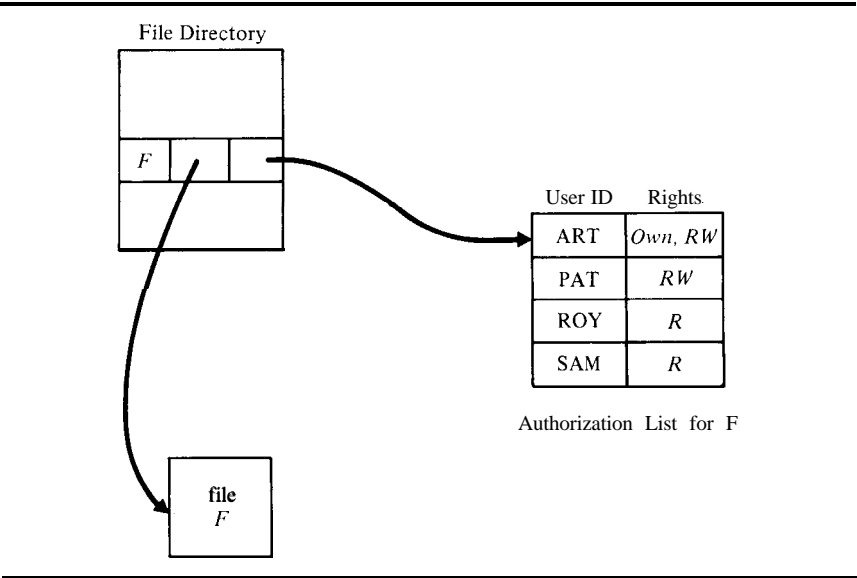 File Directory
F
User ID Rights
ART Own, RW
PAT RW
ROY R
SAM R
Authorization List for F
file
F